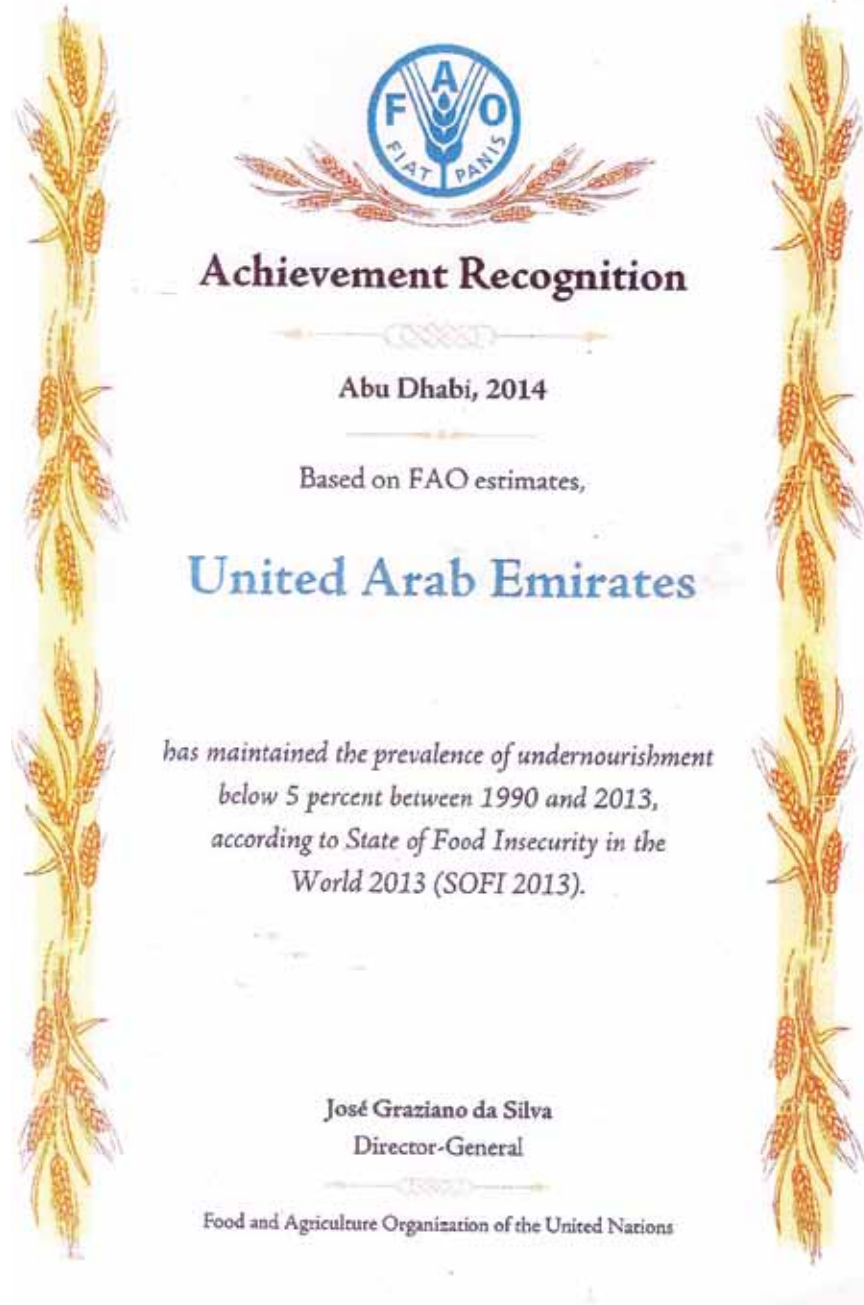 F A O
FIAT PANIS
Achievement Recognition
Abu Dhabi, 2014
Based on FAO estimates,
United Arab Emirates
has maintained the prevalence of undernourishment
below 5 percent between 1990 and 2013,
according to State of Food Insecurity in the
World 2013 (SOFI 2013).
José Graziano da Silva
Director-General
Food and Agriculture Organization of the United Nations